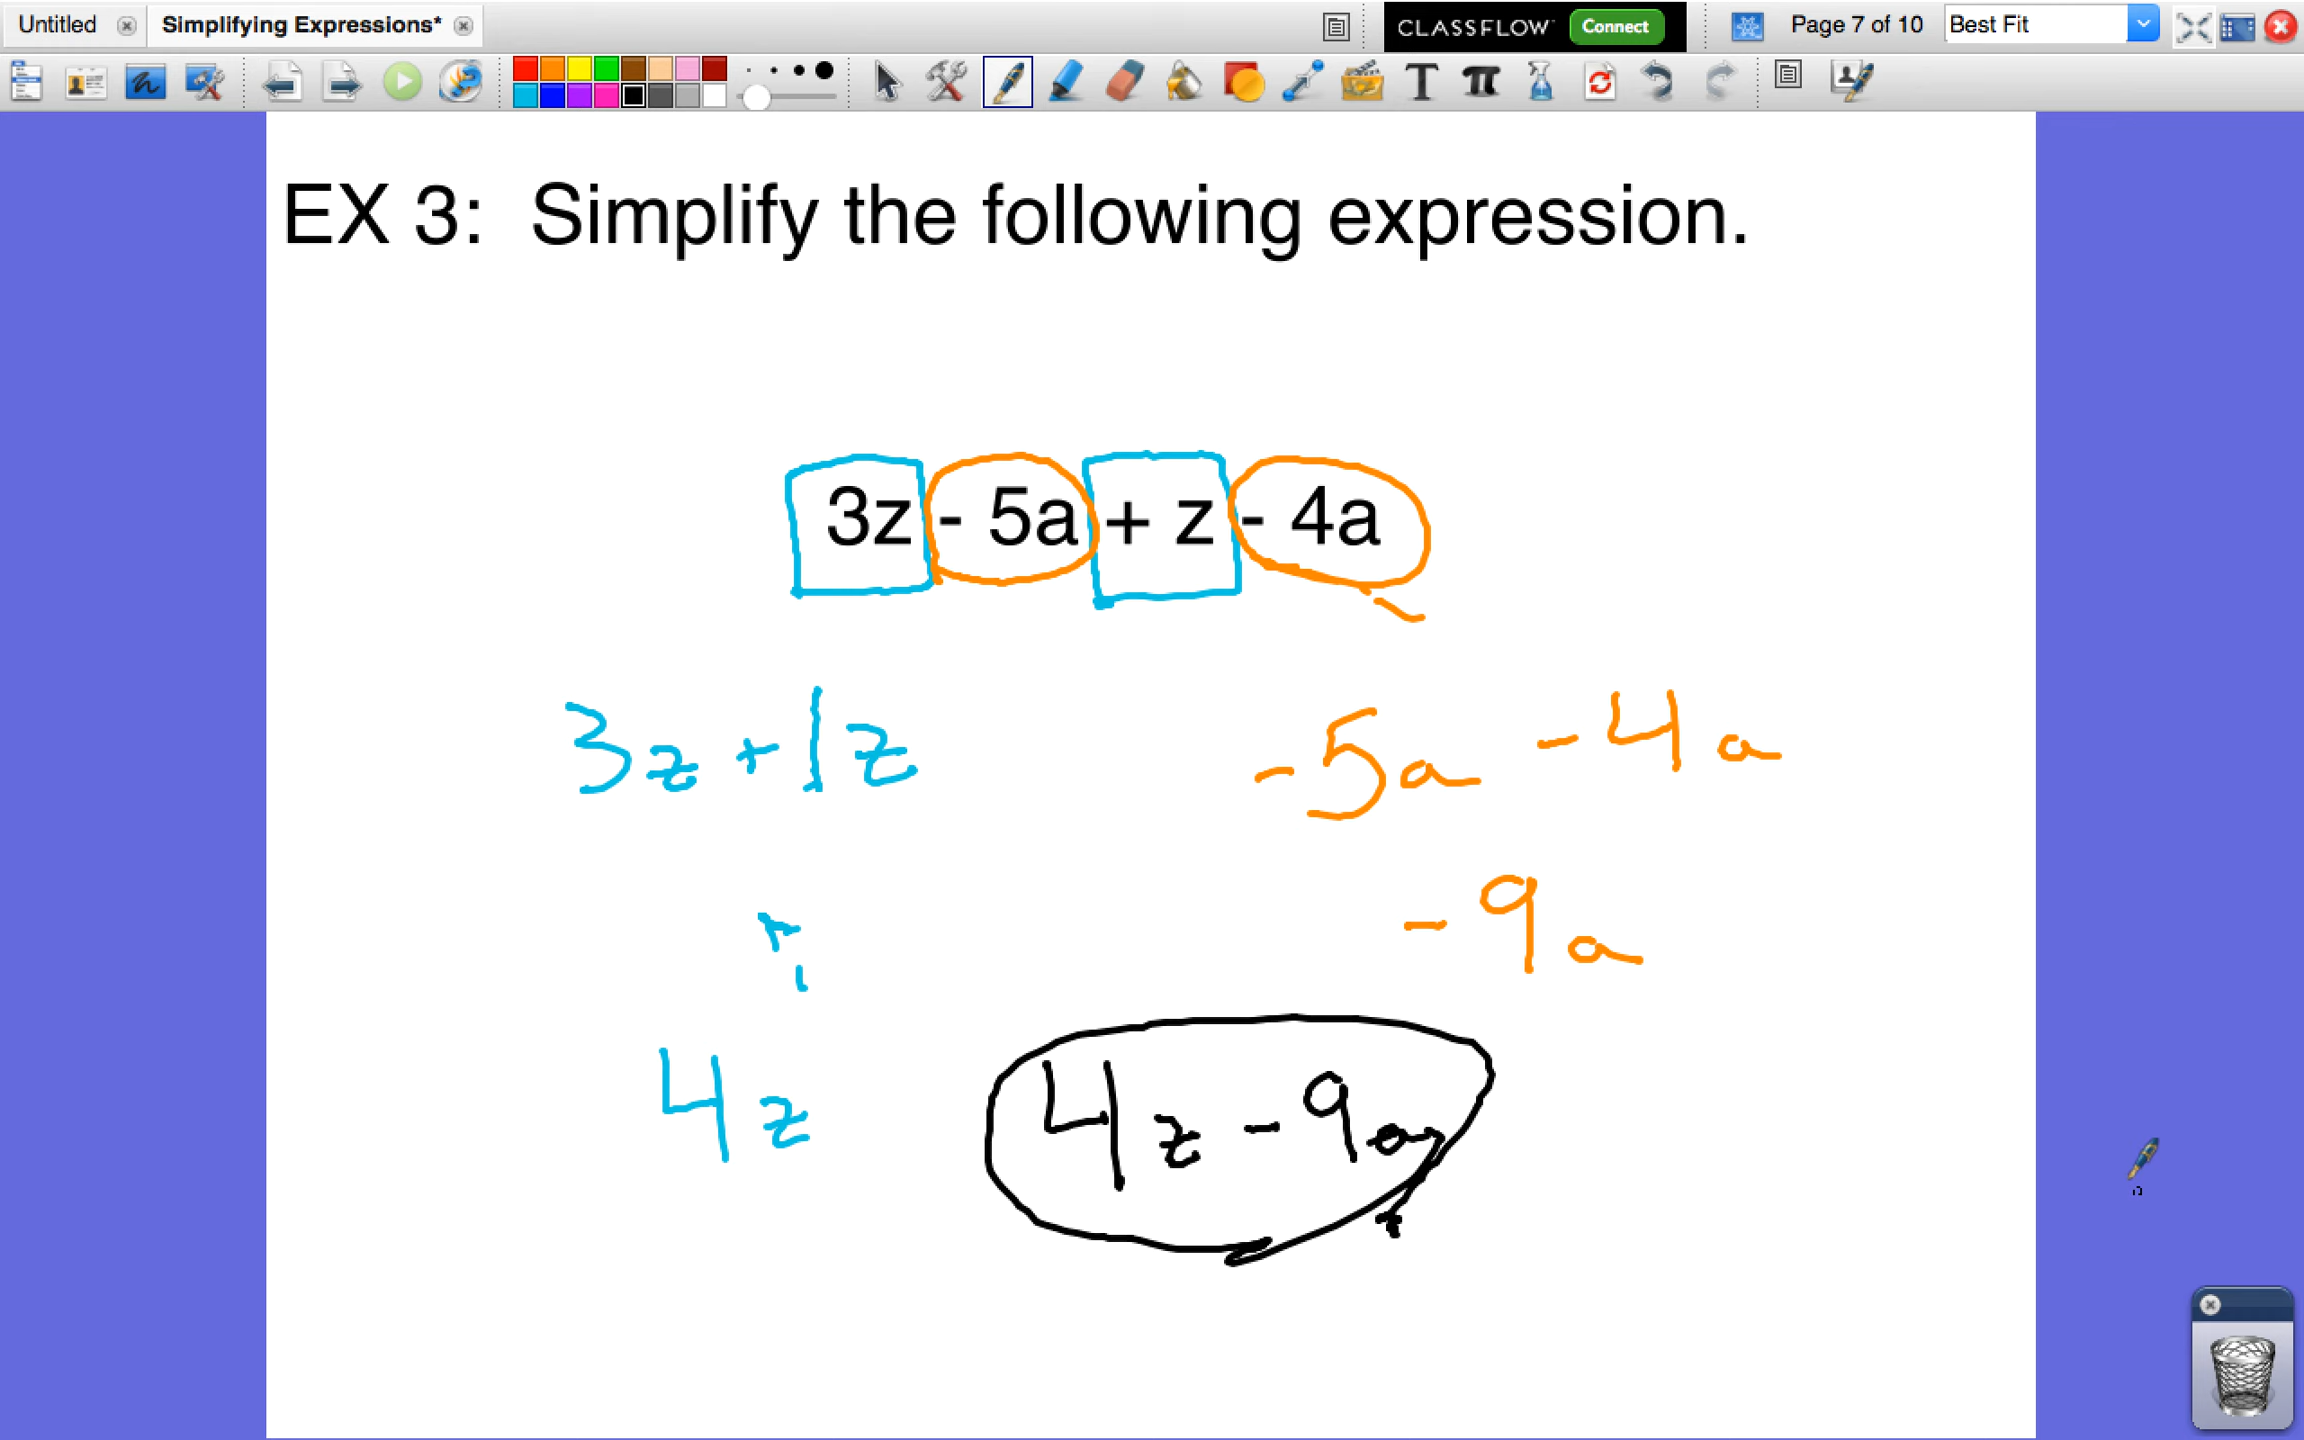 Untitled Simplifying Expressions* CLASSFLOW Connect Page 7 of 10 Best Fit
T π
EX 3: Simplify the following expression.
3z - 5a + z - 4a
3z + 1z -5a - 4a
-9a
4z 4z - 9a